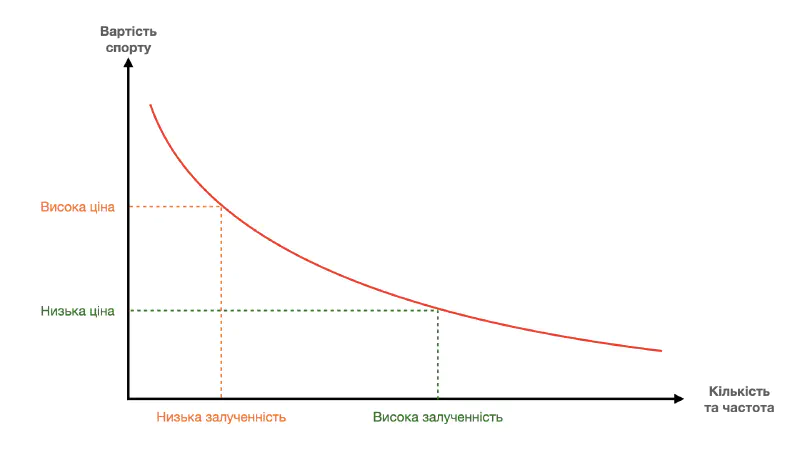 Вартість
спорту
Висока ціна
Низька ціна
Низька залученність
Висока залученність
Кількість
та частота